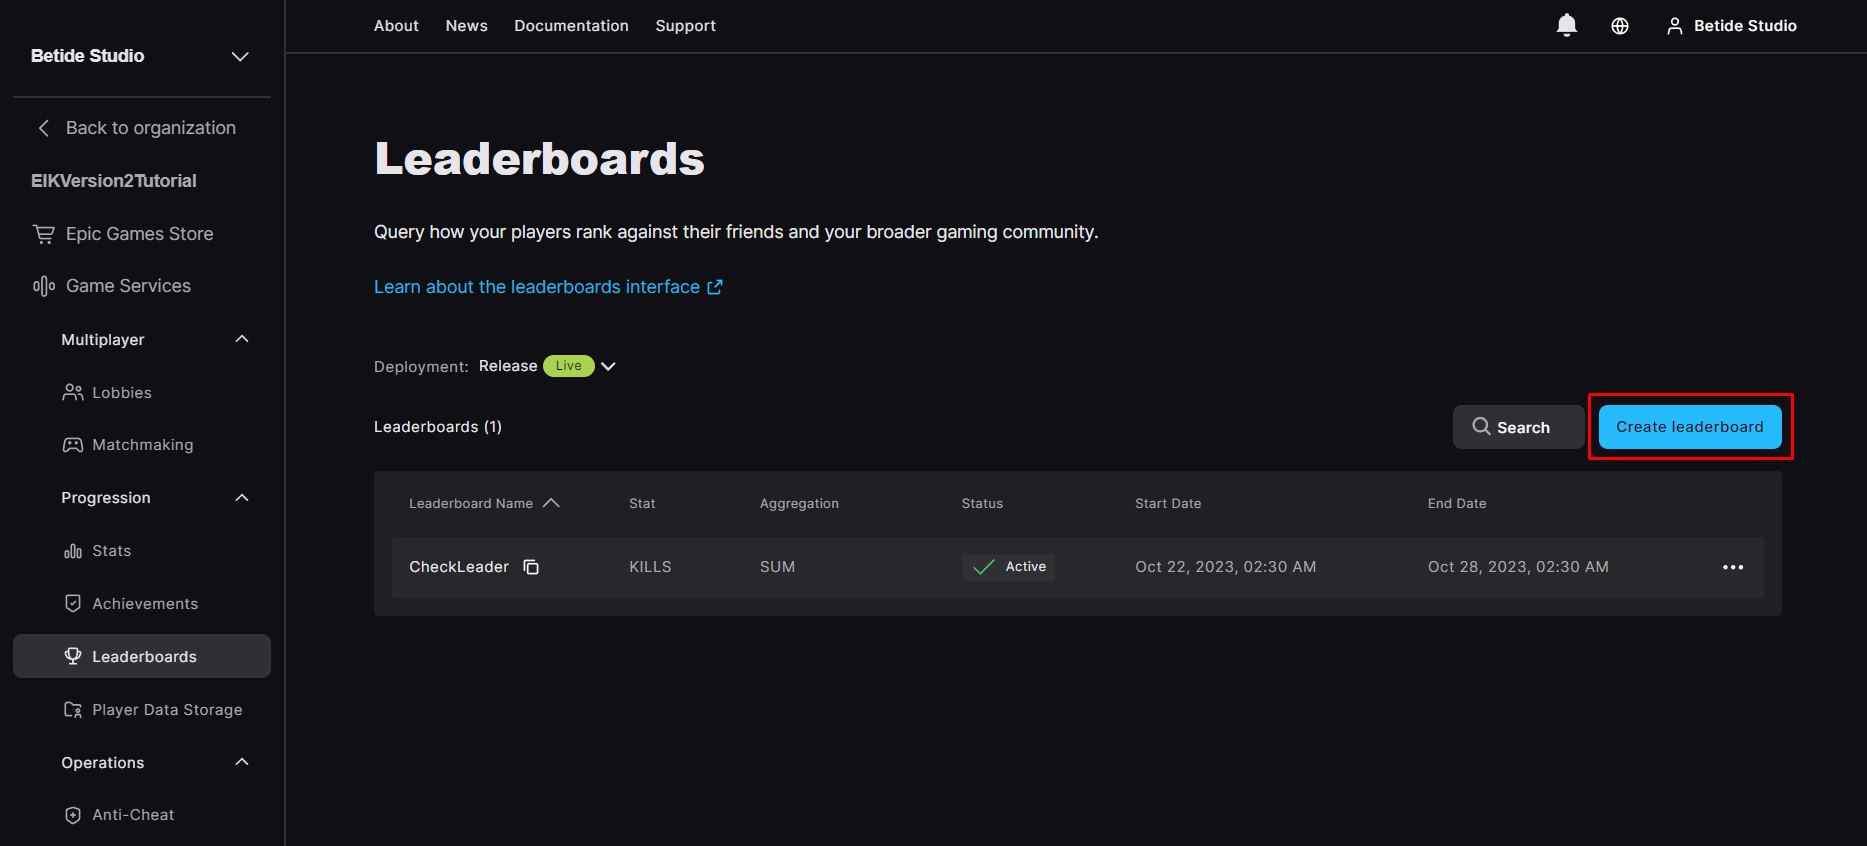 Betide Studio
Back to organization
EIKVersion2Tutorial
Epic Games Store
Game Services
Multiplayer
Lobbies
Matchmaking
Progression
Stats
Achievements
Leaderboards
Player Data Storage
Operations
Anti-Cheat
About News Documentation Support Betide Studio
Leaderboards
Query how your players rank against their friends and your broader gaming community.
Learn about the leaderboards interface
Deployment: Release Live
Leaderboards (1) Search Create leaderboard
Leaderboard Name Stat Aggregation Status Start Date End Date
CheckLeader KILLS SUM Active Oct 22, 2023, 02:30 AM Oct 28, 2023, 02:30 AM